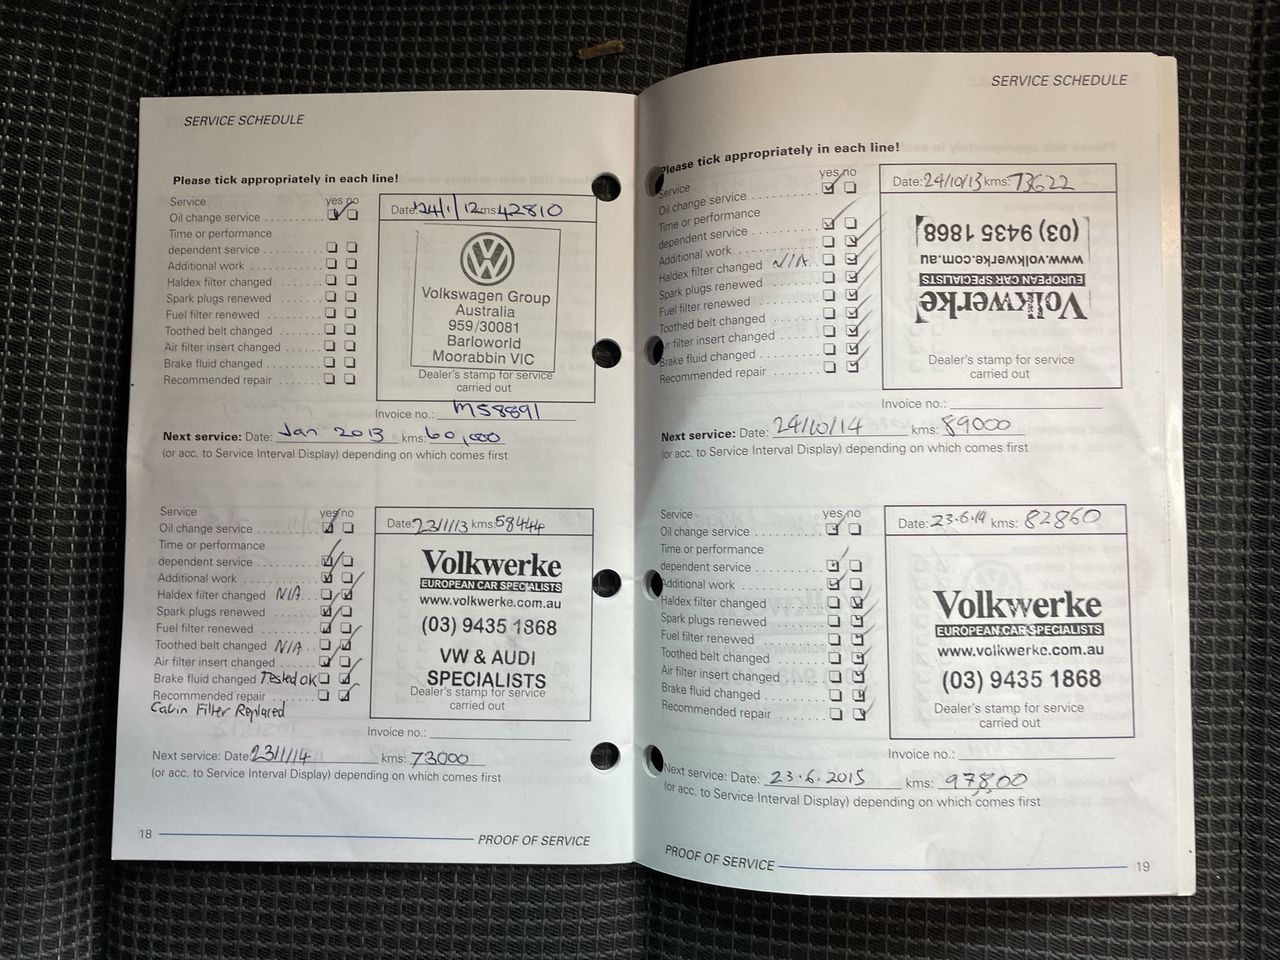 SERVICE SCHEDULE
Please tick appropriately in each line!
Service yes no
Oil change service
Time or performance
dependent service
Additional work
Haldex filter changed
Spark plugs renewed
Fuel filter renewed
Toothed belt changed
Air filter insert changed
Brake fluid changed
Recommended repair
Date: 24/1/12 kms: 42810
Volkswagen Group
Australia
959/30081
Barloworld
Moorabbin VIC
Dealer's stamp for service
carried out
Invoice no.: M58891
Next service: Date: Jan 2013 kms: 60,000
(or acc. to Service Interval Display) depending on which comes first
Service yes no
Oil change service
Time or performance
dependent service
Additional work
Haldex filter changed N/A
Spark plugs renewed
Fuel filter renewed
Toothed belt changed N/A
Air filter insert changed
Brake fluid changed Tested OK
Recommended repair
Cabin Filter Replaced
Date: 23/1/13 kms: 58444
Volkwerke
EUROPEAN CAR SPECIALISTS
www.volkwerke.com.au
(03) 9435 1868
VW & AUDI
SPECIALISTS
Dealer's stamp for service
carried out
Invoice no.:
Next service: Date: 23/1/14 kms: 73000
(or acc. to Service Interval Display) depending on which comes first
18 PROOF OF SERVICE
SERVICE SCHEDULE
Please tick appropriately in each line!
Service yes no
Oil change service
Time or performance
dependent service
Additional work
Haldex filter changed N/A
Spark plugs renewed
Fuel filter renewed
Toothed belt changed
Air filter insert changed
Brake fluid changed
Recommended repair
Date: 24/10/13 kms: 73622
Volkwerke
EUROPEAN CAR SPECIALISTS
www.volkwerke.com.au
(03) 9435 1868
Dealer's stamp for service
carried out
Invoice no.:
Next service: Date: 24/10/14 kms: 89000
(or acc. to Service Interval Display) depending on which comes first
Service yes no
Oil change service
Time or performance
dependent service
Additional work
Haldex filter changed
Spark plugs renewed
Fuel filter renewed
Toothed belt changed
Air filter insert changed
Brake fluid changed
Recommended repair
Date: 23.6.14 kms: 82860
Volkwerke
EUROPEAN CAR SPECIALISTS
www.volkwerke.com.au
(03) 9435 1868
Dealer's stamp for service
carried out
Invoice no.:
Next service: Date: 23.6.2015 kms: 97,800
(or acc. to Service Interval Display) depending on which comes first
PROOF OF SERVICE 19